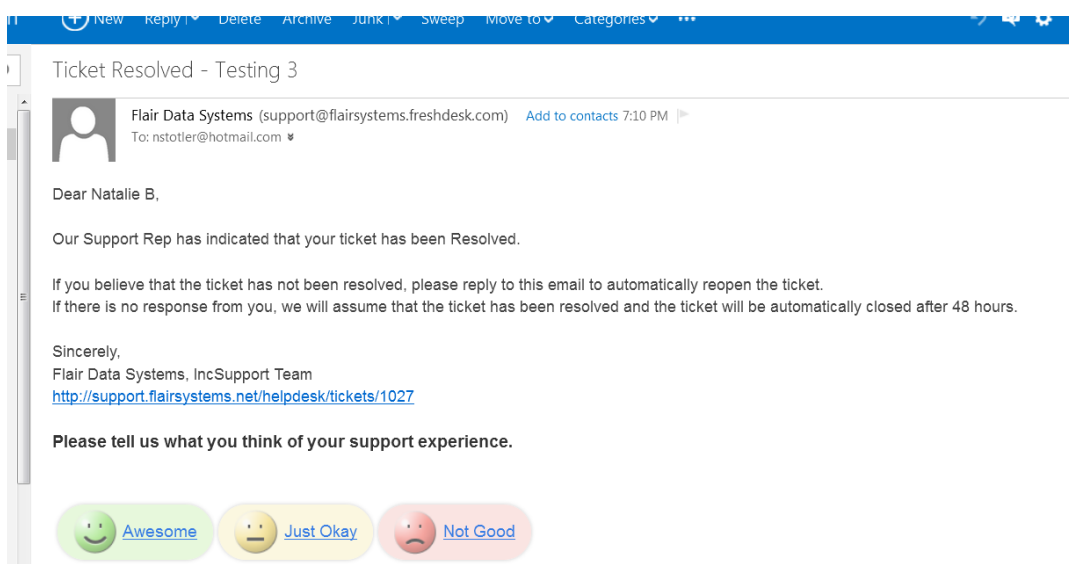 New Reply Delete Archive Junk Sweep Move to Categories •••
Ticket Resolved - Testing 3
Flair Data Systems (support@flairsystems.freshdesk.com) Add to contacts 7:10 PM
To: nstotler@hotmail.com
Dear Natalie B,
Our Support Rep has indicated that your ticket has been Resolved.
If you believe that the ticket has not been resolved, please reply to this email to automatically reopen the ticket.
If there is no response from you, we will assume that the ticket has been resolved and the ticket will be automatically closed after 48 hours.
Sincerely,
Flair Data Systems, IncSupport Team
http://support.flairsystems.net/helpdesk/tickets/1027
Please tell us what you think of your support experience.
Awesome Just Okay Not Good